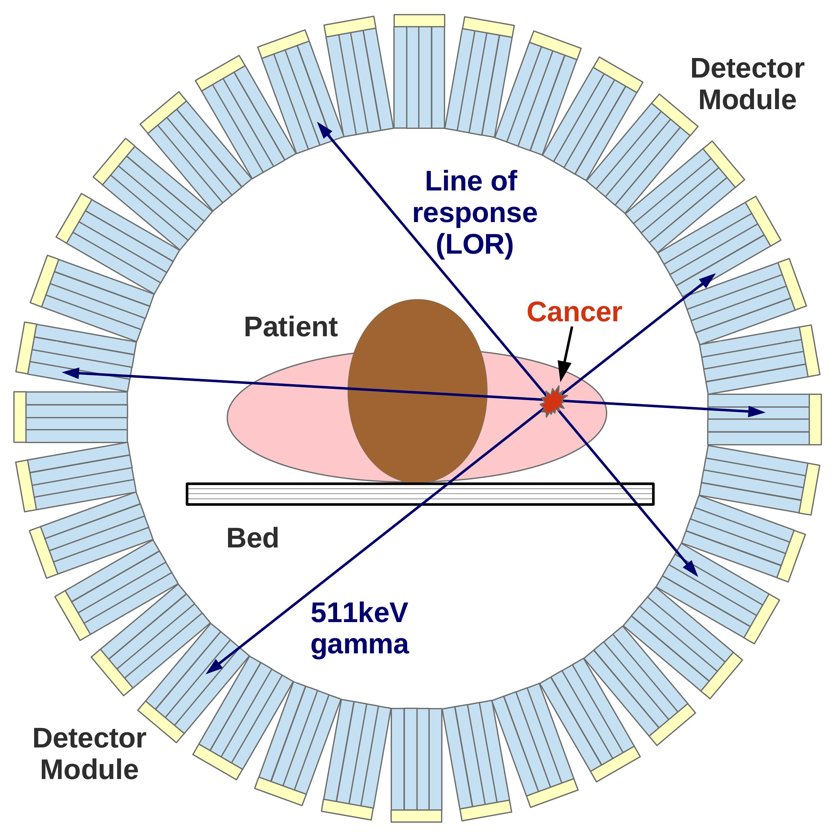 Detector
Module
Line of
response
(LOR)
Cancer
Patient
Bed
511keV
gamma
Detector
Module